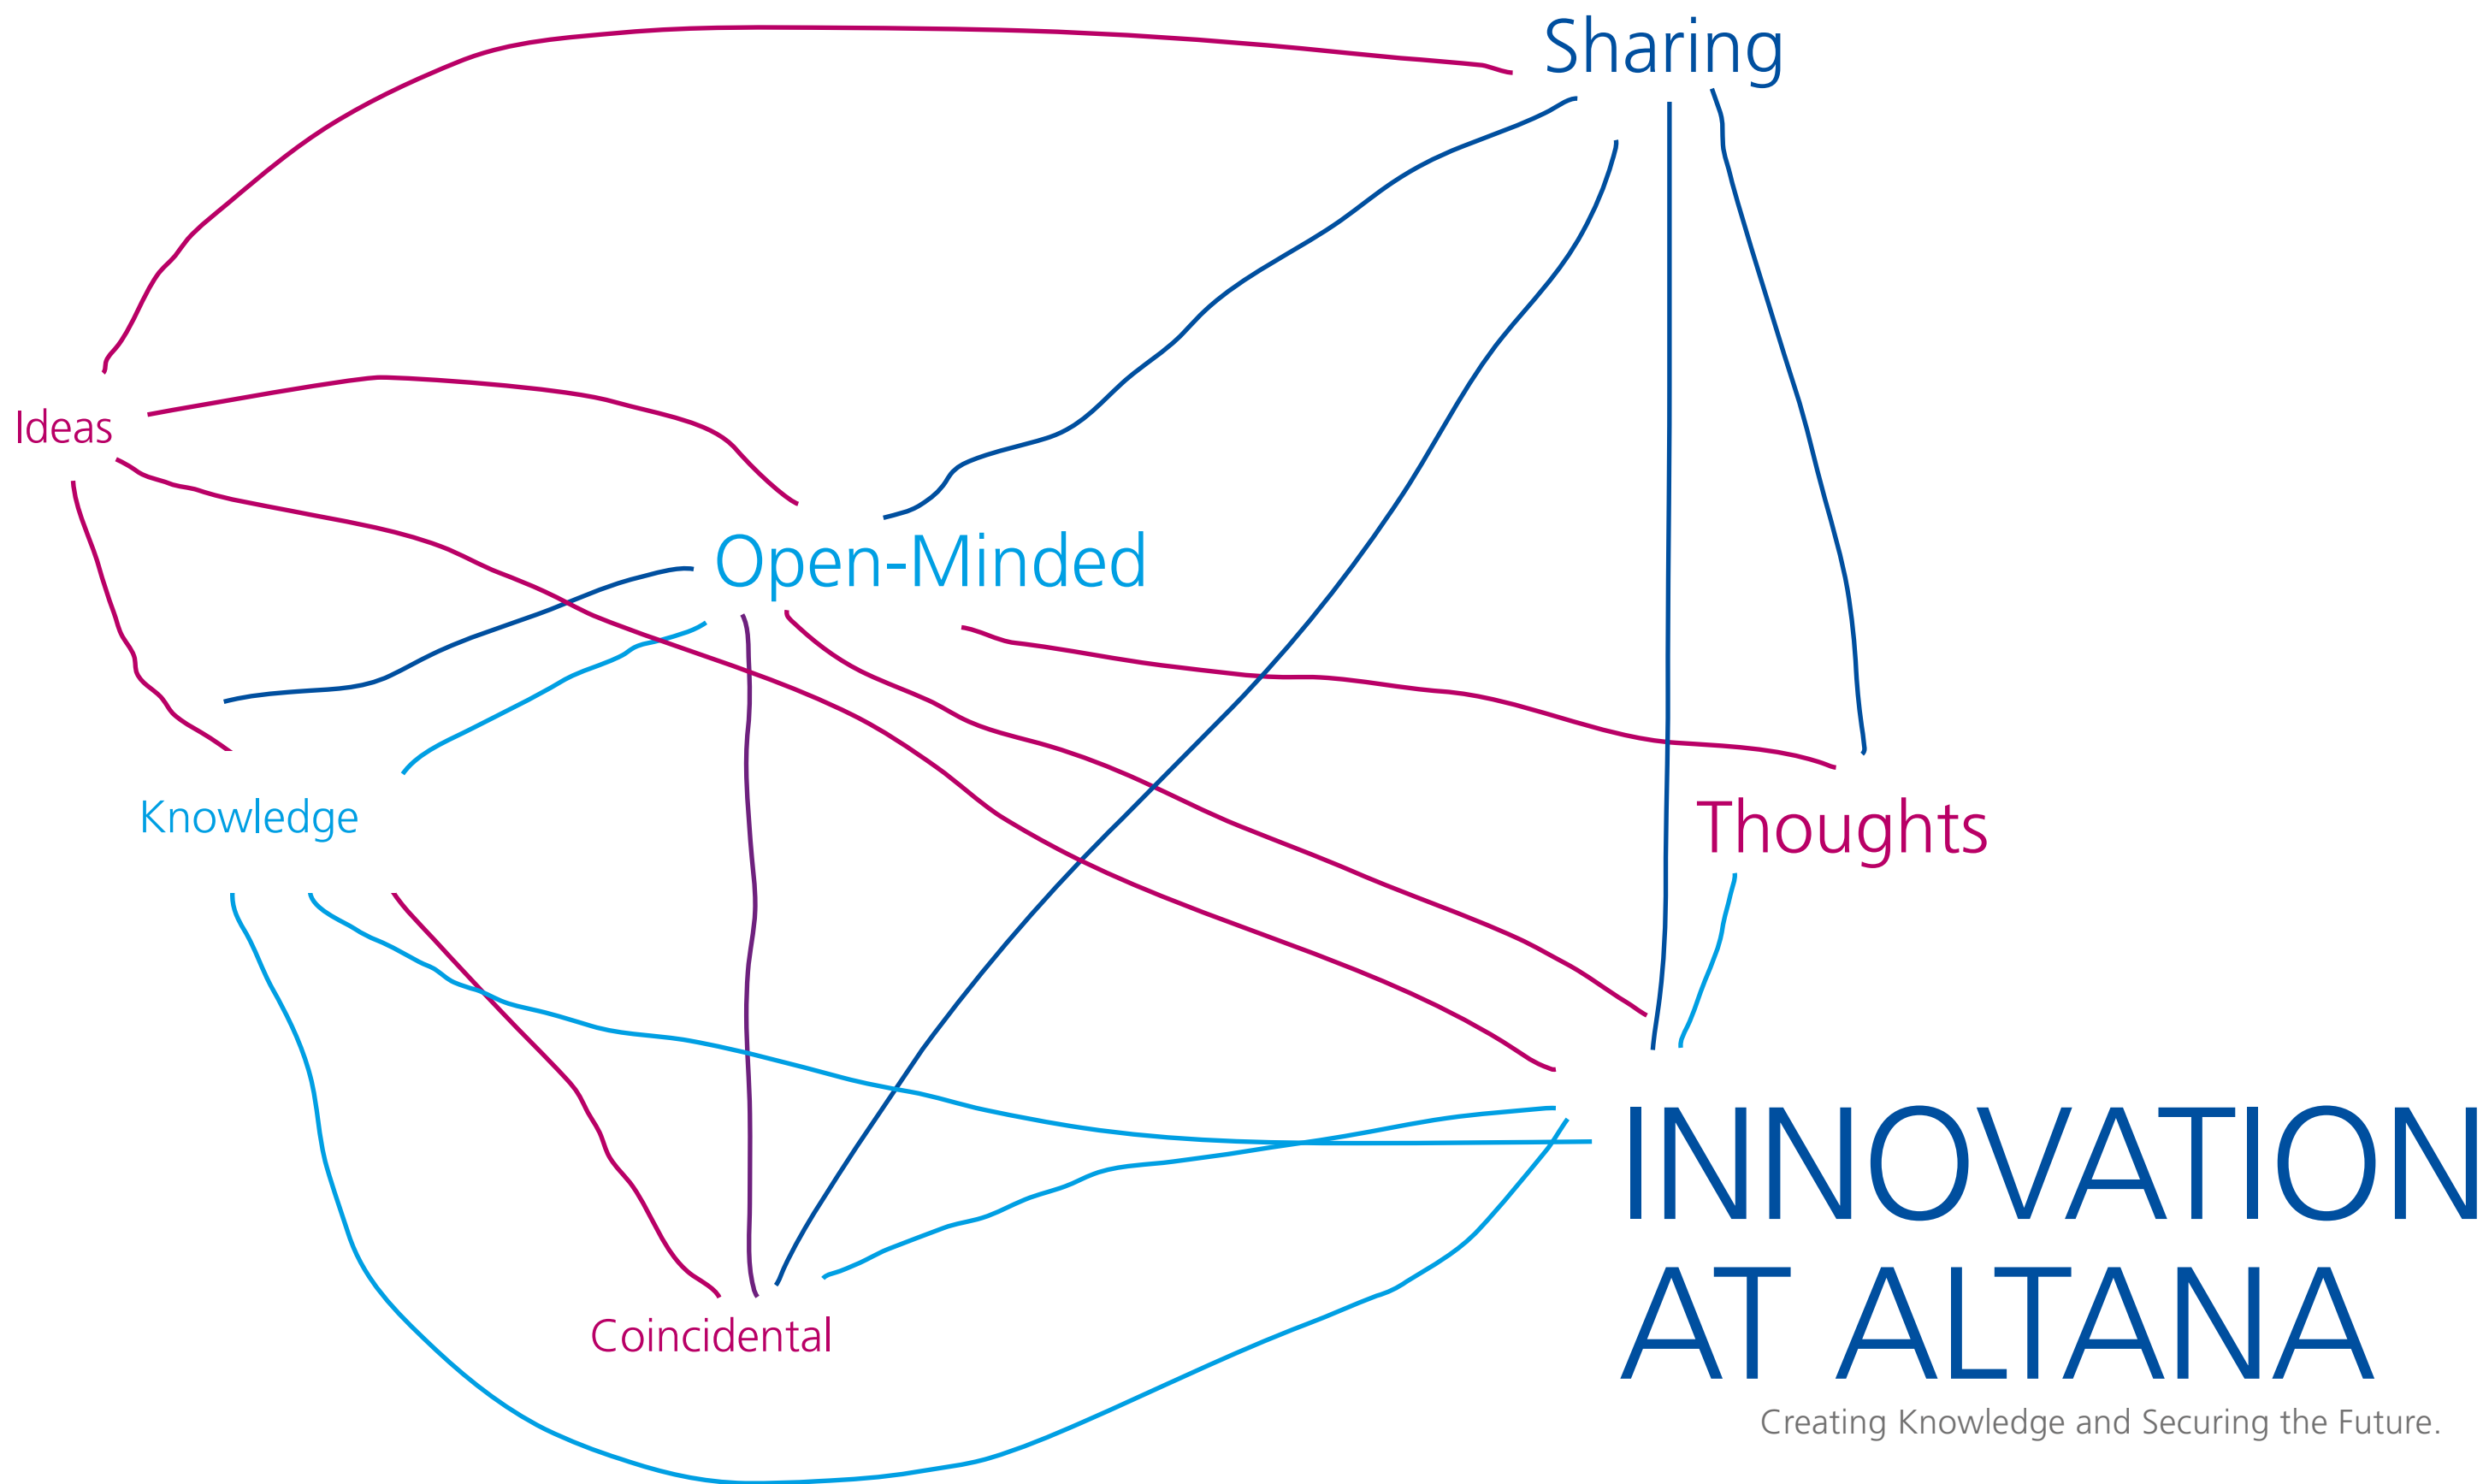 Sharing
Ideas
Open-Minded
Knowledge
Thoughts
INNOVATION
AT ALTANA
Coincidental
Creating Knowledge and Securing the Future.